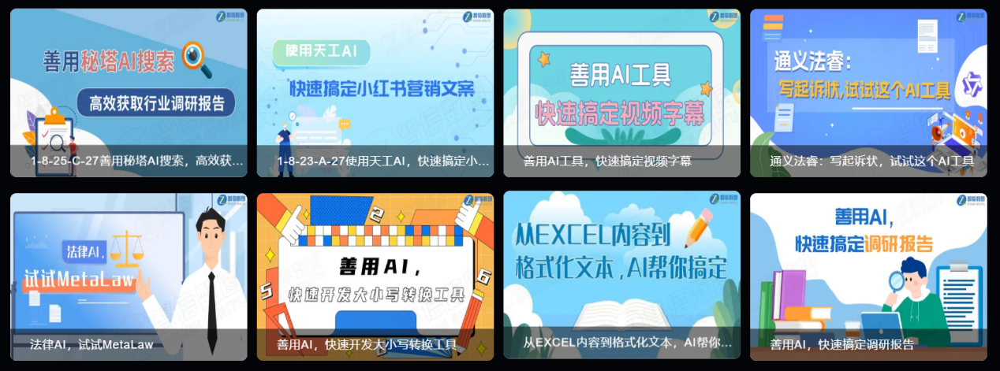 善用秘塔AI搜索
高效获取行业调研报告
1-8-25-C-27善用秘塔AI搜索，高效获...
使用天工AI
快速搞定小红书营销文案
1-8-23-A-27使用天工AI，快速搞定小...
善用AI工具
快速搞定视频字幕
善用AI工具，快速搞定视频字幕
通义法睿：
写起诉状,试试这个AI工具
通义法睿：写起诉状，试试这个AI工具
法律AI，
试试MetaLaw
法律AI，试试MetaLaw
2
善用AI，
快速开发大小写转换工具
5
6
善用AI，快速开发大小写转换工具
从EXCEL内容到
格式化文本,AI帮你搞定
从EXCEL内容到格式化文本，AI帮你...
善用AI，
快速搞定调研报告
善用AI，快速搞定调研报告